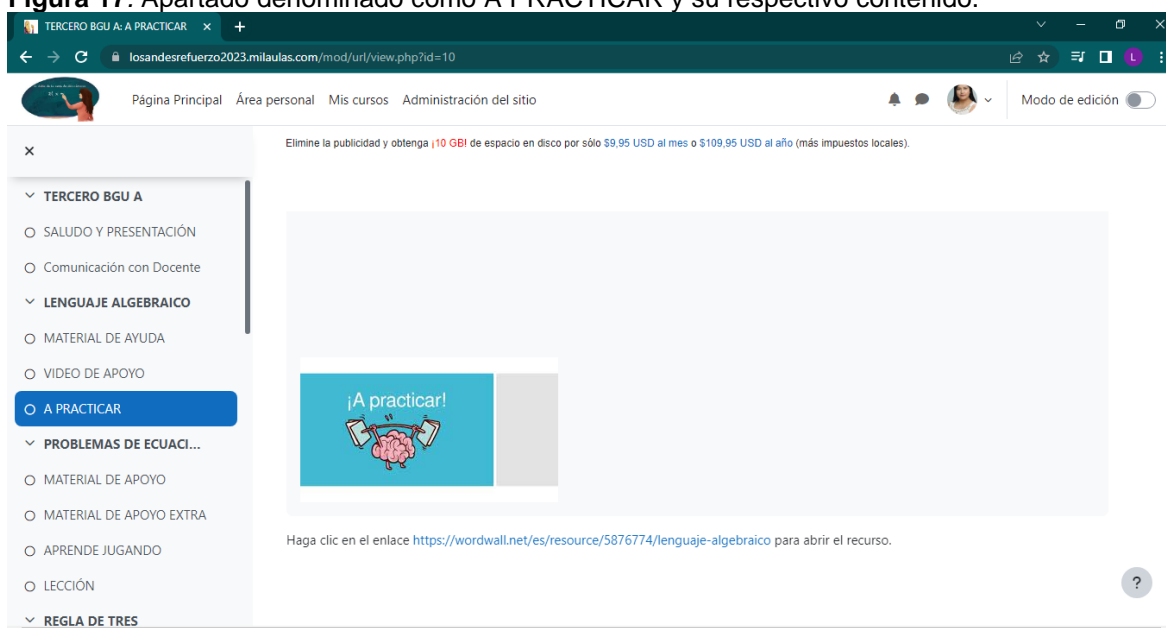 Figura 17: Apartado denominado como A PRACTICAR y su respectivo contenido.
TERCERO BGU A: A PRACTICAR
losandesrefuerzo2023.milaulas.com/mod/url/view.php?id=10
L
Página Principal Área personal Mis cursos Administración del sitio
Modo de edición
Elimine la publicidad y obtenga ¡10 GB! de espacio en disco por sólo $9,95 USD al mes o $109,95 USD al año (más impuestos locales).
TERCERO BGU A
SALUDO Y PRESENTACIÓN
Comunicación con Docente
LENGUAJE ALGEBRAICO
MATERIAL DE AYUDA
VIDEO DE APOYO
A PRACTICAR
PROBLEMAS DE ECUACI...
MATERIAL DE APOYO
MATERIAL DE APOYO EXTRA
APRENDE JUGANDO
LECCIÓN
REGLA DE TRES
¡A practicar!
Haga clic en el enlace https://wordwall.net/es/resource/5876774/lenguaje-algebraico para abrir el recurso.
?